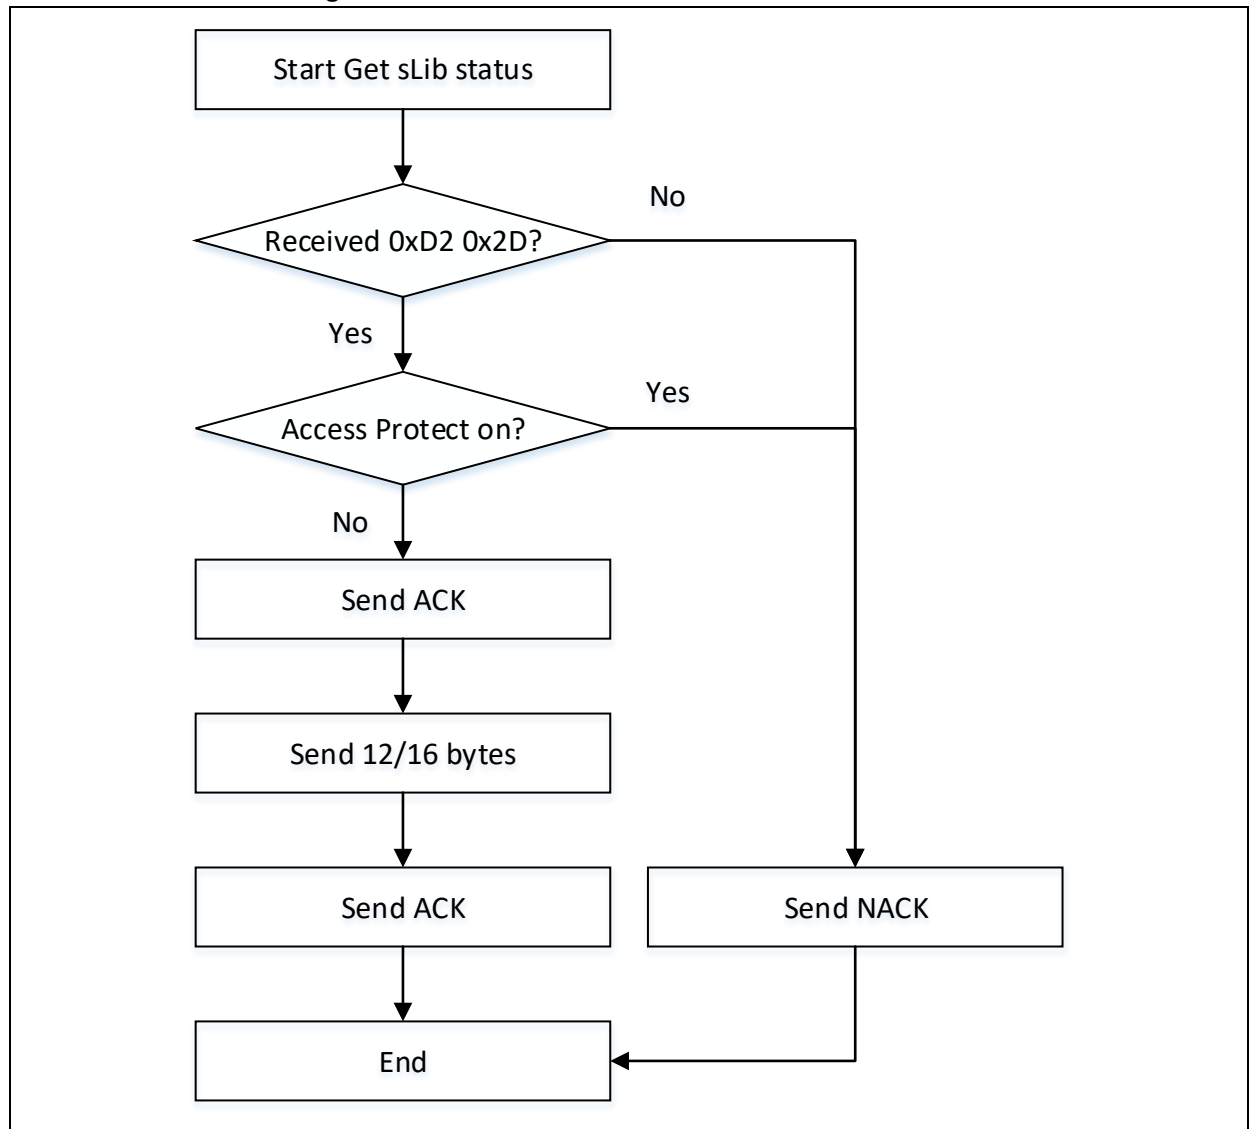 Start Get sLib status
No
Received 0xD2 0x2D?
Yes
Yes
Access Protect on?
No
Send ACK
Send 12/16 bytes
Send ACK
Send NACK
End